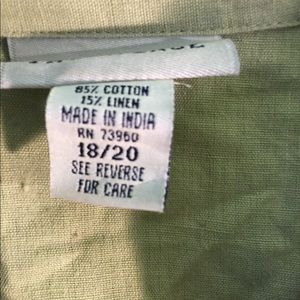 85% COTTON
15% LINEN
MADE IN INDIA
RN 73960
18/20
SEE REVERSE
FOR CARE